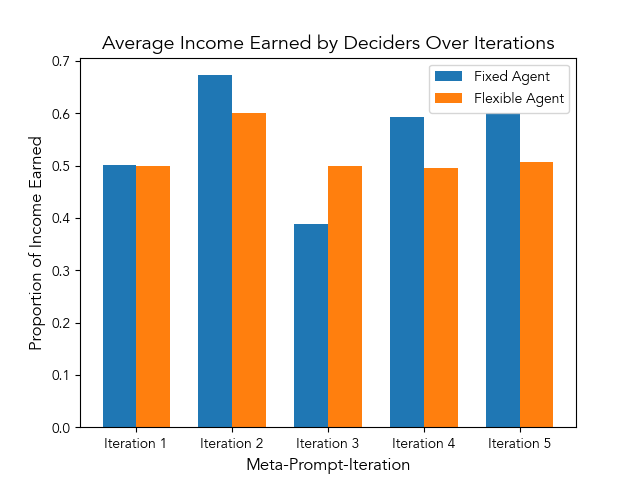 Average Income Earned by Deciders Over Iterations
Fixed Agent
Flexible Agent
Proportion of Income Earned
0.7
0.6
0.5
0.4
0.3
0.2
0.1
0.0
Iteration 1
Iteration 2
Iteration 3
Iteration 4
Iteration 5
Meta-Prompt-Iteration